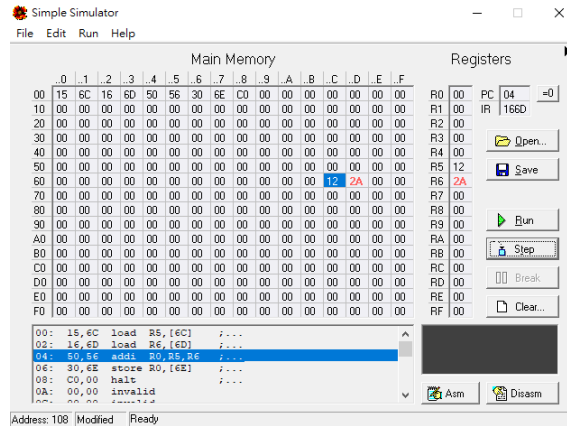 Simple Simulator
File Edit Run Help
Main Memory
Registers
..0 ..1 ..2 ..3 ..4 ..5 ..6 ..7 ..8 ..9 ..A ..B ..C ..D ..E ..F
00 15 6C 16 6D 50 56 30 6E C0 00 00 00 00 00 00 00 R0 00 PC 04 =0
10 00 00 00 00 00 00 00 00 00 00 00 00 00 00 00 00 R1 00 IR 166D
20 00 00 00 00 00 00 00 00 00 00 00 00 00 00 00 00 R2 00
30 00 00 00 00 00 00 00 00 00 00 00 00 00 00 00 00 R3 00 Open...
40 00 00 00 00 00 00 00 00 00 00 00 00 00 00 00 00 R4 00
50 00 00 00 00 00 00 00 00 00 00 00 00 00 00 00 00 R5 12 Save
60 00 00 00 00 00 00 00 00 00 00 00 00 12 2A 00 00 R6 2A
70 00 00 00 00 00 00 00 00 00 00 00 00 00 00 00 00 R7 00
80 00 00 00 00 00 00 00 00 00 00 00 00 00 00 00 00 R8 00
90 00 00 00 00 00 00 00 00 00 00 00 00 00 00 00 00 R9 00 Run
A0 00 00 00 00 00 00 00 00 00 00 00 00 00 00 00 00 RA 00
B0 00 00 00 00 00 00 00 00 00 00 00 00 00 00 00 00 RB 00 Step
C0 00 00 00 00 00 00 00 00 00 00 00 00 00 00 00 00 RC 00
D0 00 00 00 00 00 00 00 00 00 00 00 00 00 00 00 00 RD 00 Break
E0 00 00 00 00 00 00 00 00 00 00 00 00 00 00 00 00 RE 00
F0 00 00 00 00 00 00 00 00 00 00 00 00 00 00 00 00 RF 00 Clear...
00: 15,6C load R5,[6C] ;...
02: 16,6D load R6,[6D] ;...
04: 50,56 addi R0,R5,R6 ;...
06: 30,6E store R0,[6E] ;...
08: C0,00 halt ;...
0A: 00,00 invalid
Asm Disasm
Address: 108 Modified Ready